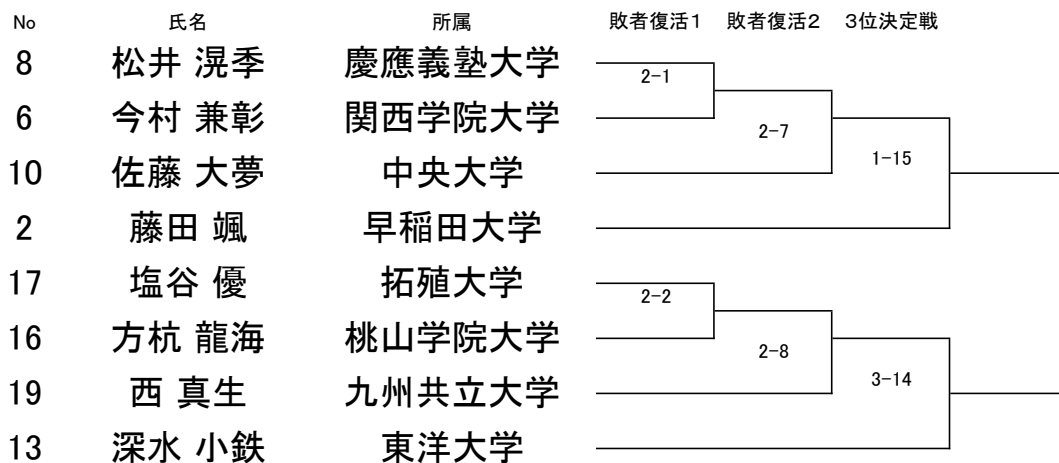 No 氏名 所属 敗者復活1 敗者復活2 3位決定戦
8 松井 滉季 慶應義塾大学
2-1
6 今村 兼彰 関西学院大学
2-7
10 佐藤 大夢 中央大学
1-15
2 藤田 颯 早稲田大学
17 塩谷 優 拓殖大学
2-2
16 方杭 龍海 桃山学院大学
2-8
19 西 真生 九州共立大学
3-14
13 深水 小鉄 東洋大学